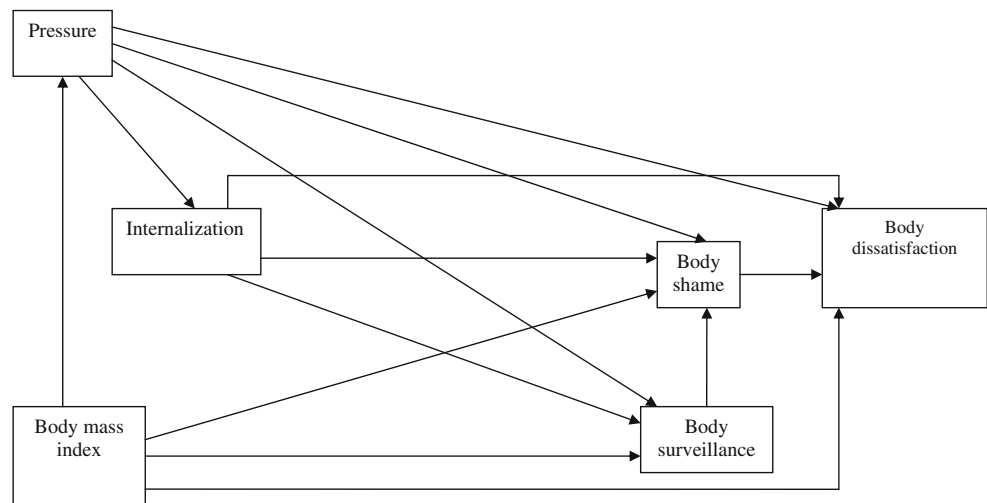 Pressure
Internalization
Body
dissatisfaction
Body
shame
Body mass
index
Body
surveillance